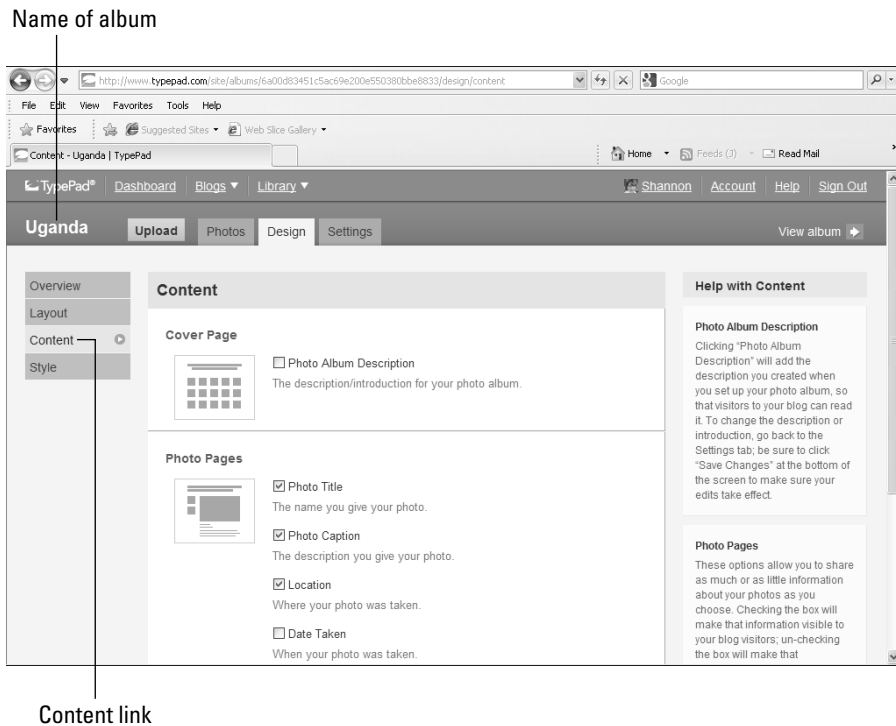 Name of album
http://www.typepad.com/site/albums/6a00d83451c5ac69e200e550380bbe8833/design/content
Google
File Edit View Favorites Tools Help
Favorites Suggested Sites Web Slice Gallery
Content - Uganda | TypePad
Home Feeds (J) Read Mail
TypePad® Dashboard Blogs Library Shannon Account Help Sign Out
Uganda Upload Photos Design Settings View album
Overview
Layout
Content
Style
Content
Cover Page
Photo Album Description
The description/introduction for your photo album.
Photo Pages
Photo Title
The name you give your photo.
Photo Caption
The description you give your photo.
Location
Where your photo was taken.
Date Taken
When your photo was taken.
Help with Content
Photo Album Description
Clicking "Photo Album
Description" will add the
description you created when
you set up your photo album, so
that visitors to your blog can read
it. To change the description or
introduction, go back to the
Settings tab; be sure to click
"Save Changes" at the bottom of
the screen to make sure your
edits take effect.
Photo Pages
These options allow you to share
as much or as little information
about your photos as you
choose. Checking the box will
make that information visible to
your blog visitors; un-checking
the box will make that
Content link